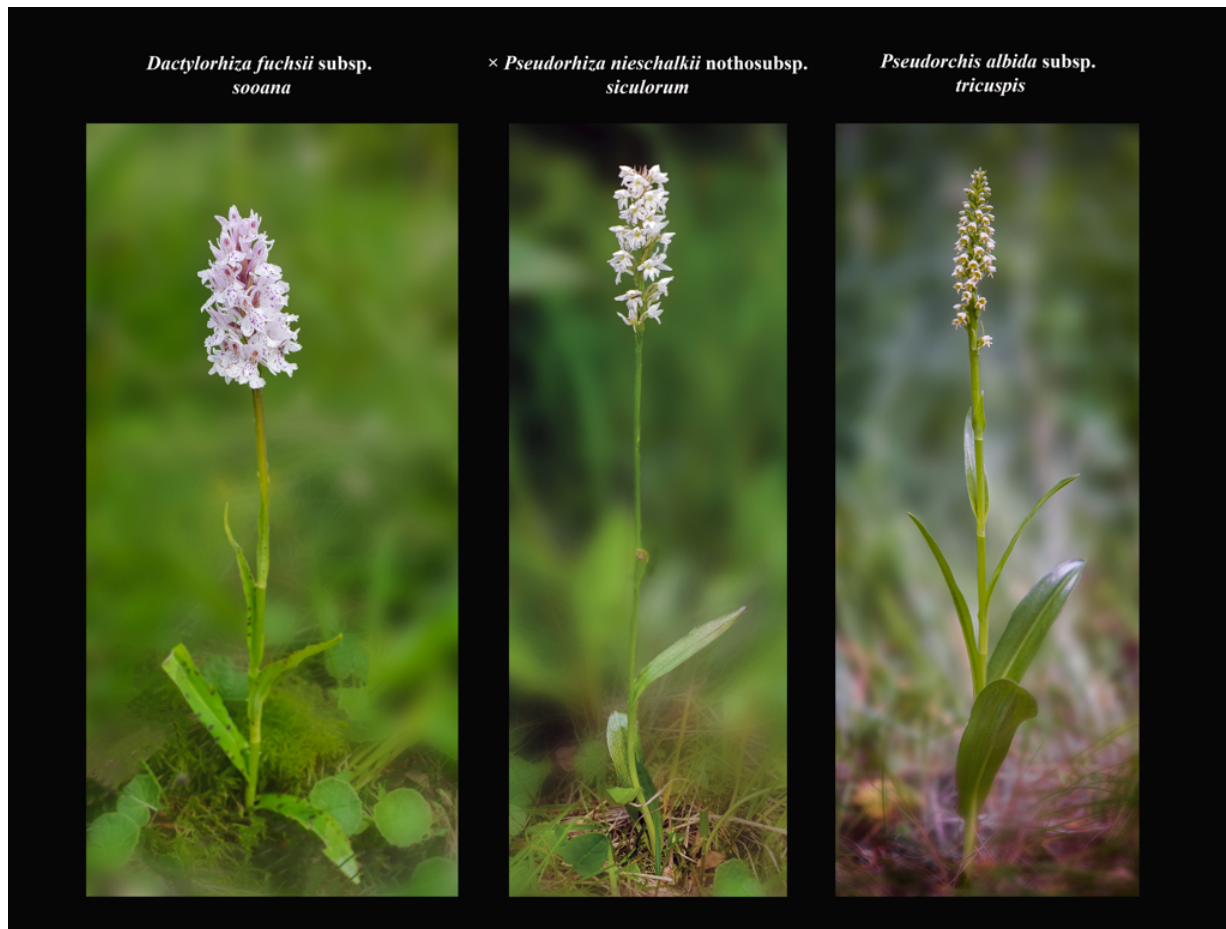 Dactylorhiza fuchsii subsp.
sooana
× Pseudorhiza nieschalkii nothosubsp.
siculorum
Pseudorchis albida subsp.
tricuspis